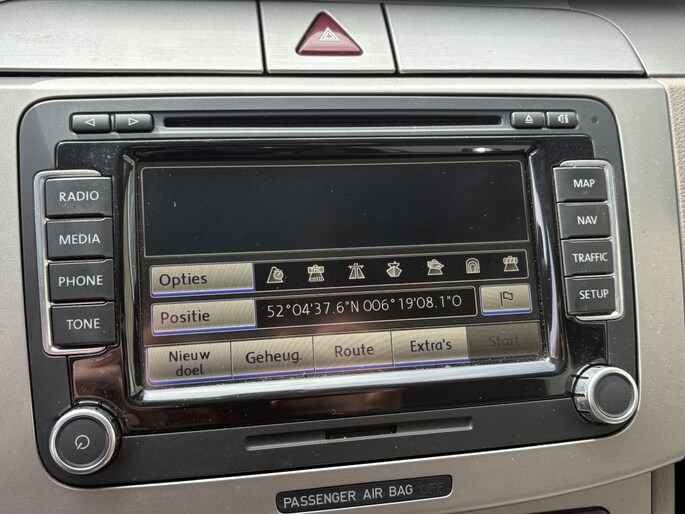 RADIO
MEDIA
PHONE
TONE
MAP
NAV
TRAFFIC
SETUP
Opties
Positie
52°04'37.6"N 006°19'08.1"O
Nieuw
doel
Geheug.
Route
Extra's
Start
PASSENGER AIR BAG OFF